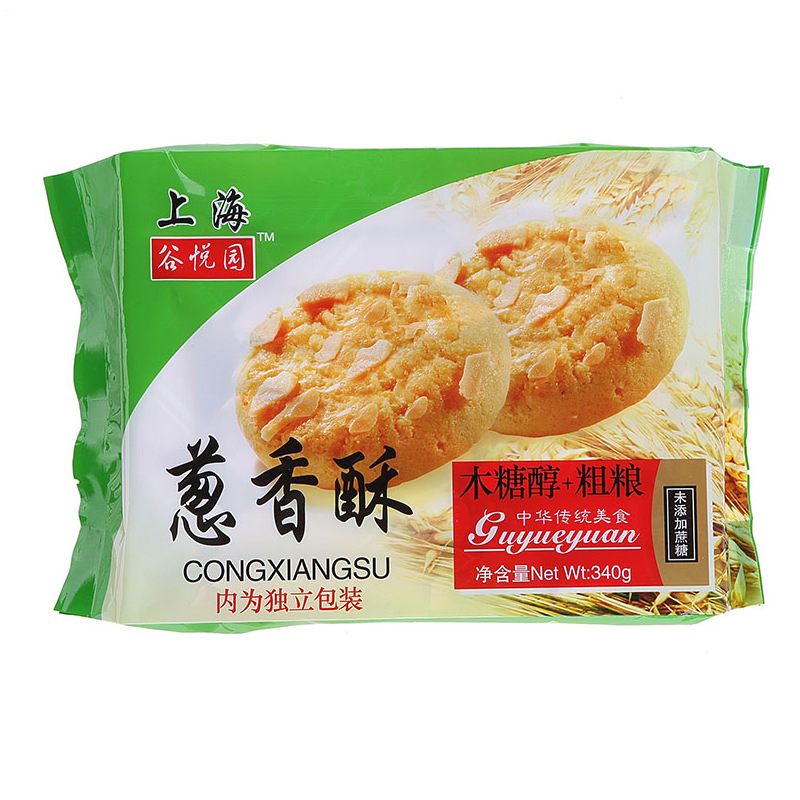 上海
谷悦园™
葱香酥
CONGXIANGSU
内为独立包装
木糖醇+粗粮
中华传统美食
Guyueyuan
净含量Net Wt:340g
未添加蔗糖